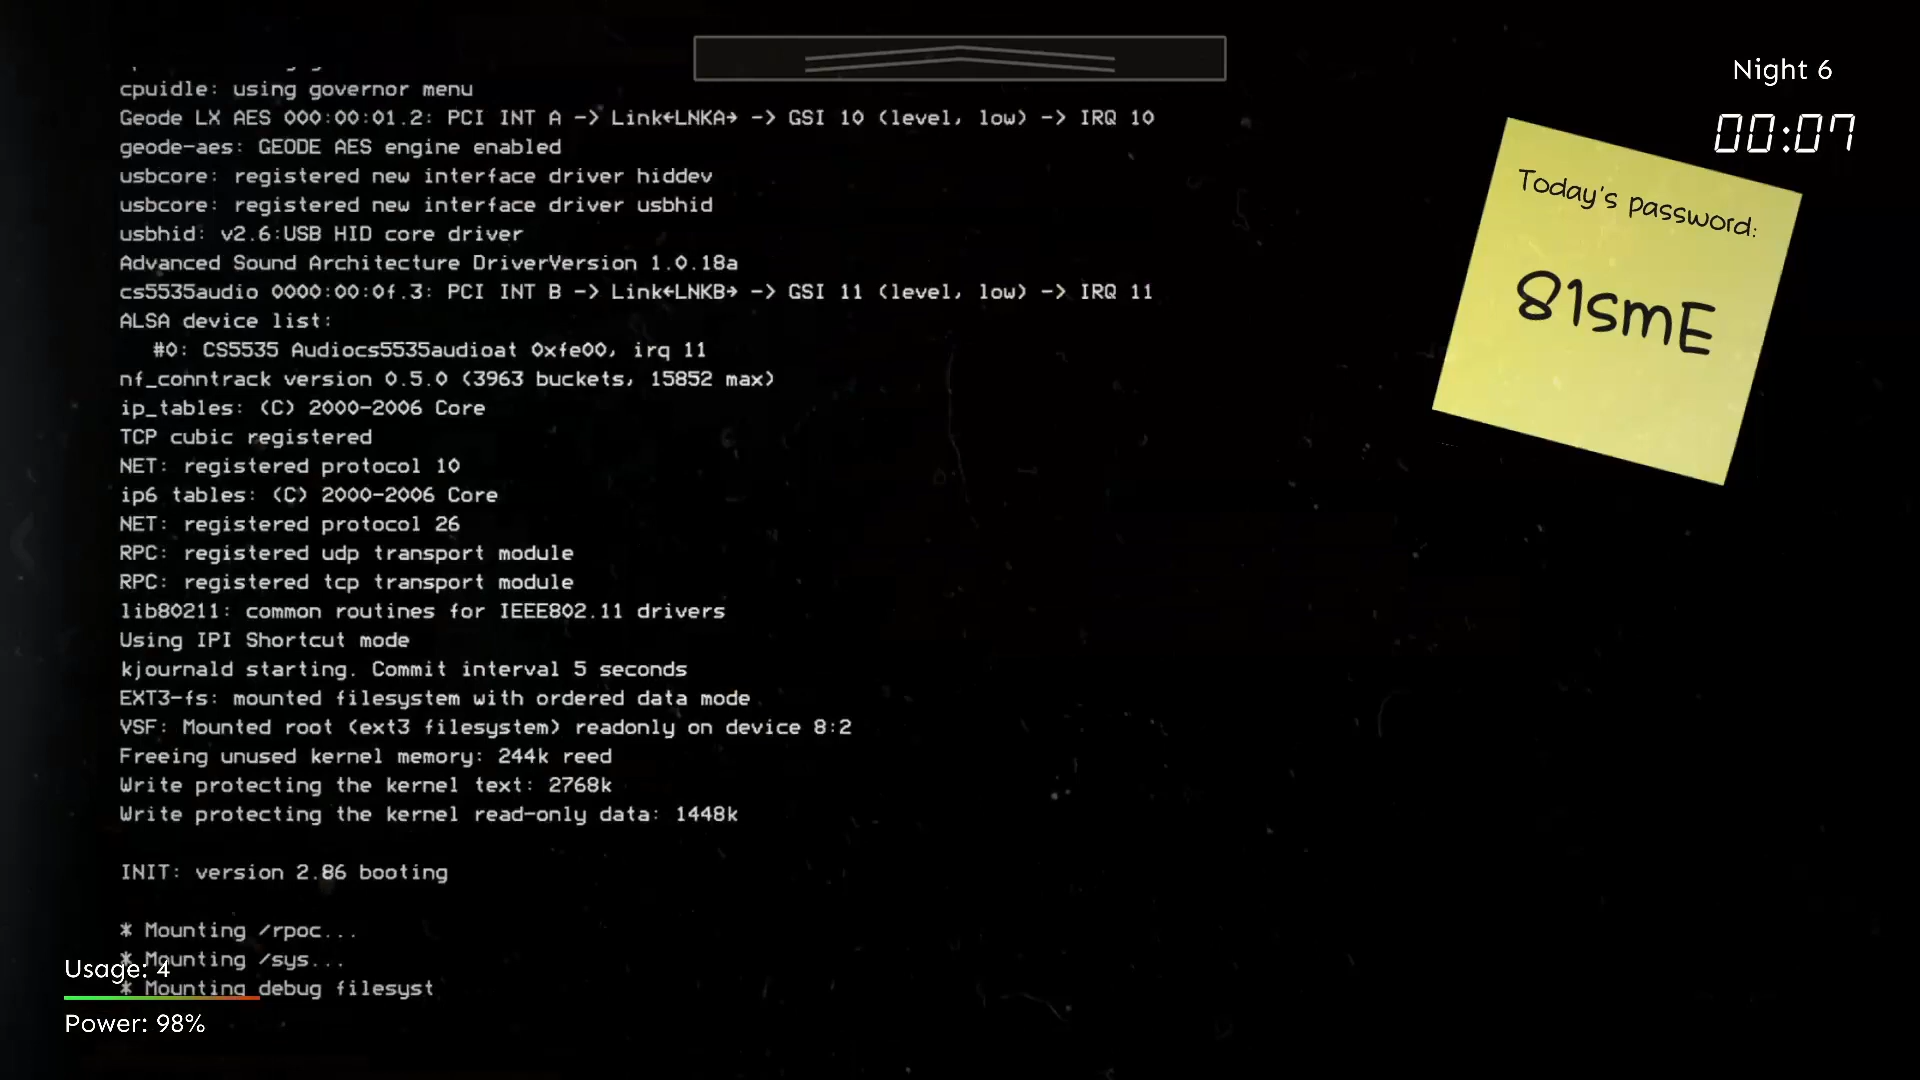 cpuidle: using governor menu
Geode LX AES 000:00:01.2: PCI INT A -> Link<LNKA> -> GSI 10 (level, low) -> IRQ 10
geode-aes: GEODE AES engine enabled
usbcore: registered new interface driver hiddev
usbcore: registered new interface driver usbhid
usbhid: v2.6:USB HID core driver
Advanced Sound Architecture DriverVersion 1.0.18a
cs5535audio 0000:00:0f.3: PCI INT B -> Link<LNKB> -> GSI 11 (level, low) -> IRQ 11
ALSA device list:
#0: CS5535 Audiocs5535audioat 0xfe00, irq 11
nf_conntrack version 0.5.0 (3963 buckets, 15852 max)
ip_tables: (C) 2000-2006 Core
TCP cubic registered
NET: registered protocol 10
ip6 tables: (C) 2000-2006 Core
NET: registered protocol 26
RPC: registered udp transport module
RPC: registered tcp transport module
lib80211: common routines for IEEE802.11 drivers
Using IPI Shortcut mode
kjournald starting. Commit interval 5 seconds
EXT3-fs: mounted filesystem with ordered data mode
VSF: Mounted root (ext3 filesystem) readonly on device 8:2
Freeing unused kernel memory: 244k reed
Write protecting the kernel text: 2768k
Write protecting the kernel read-only data: 1448k
INIT: version 2.86 booting
* Mounting /rpoc...
* Mounting /sys...
* Mounting debug filesyst
Usage: 4
Power: 98%
Night 6
00:07
Today's password:
81smE